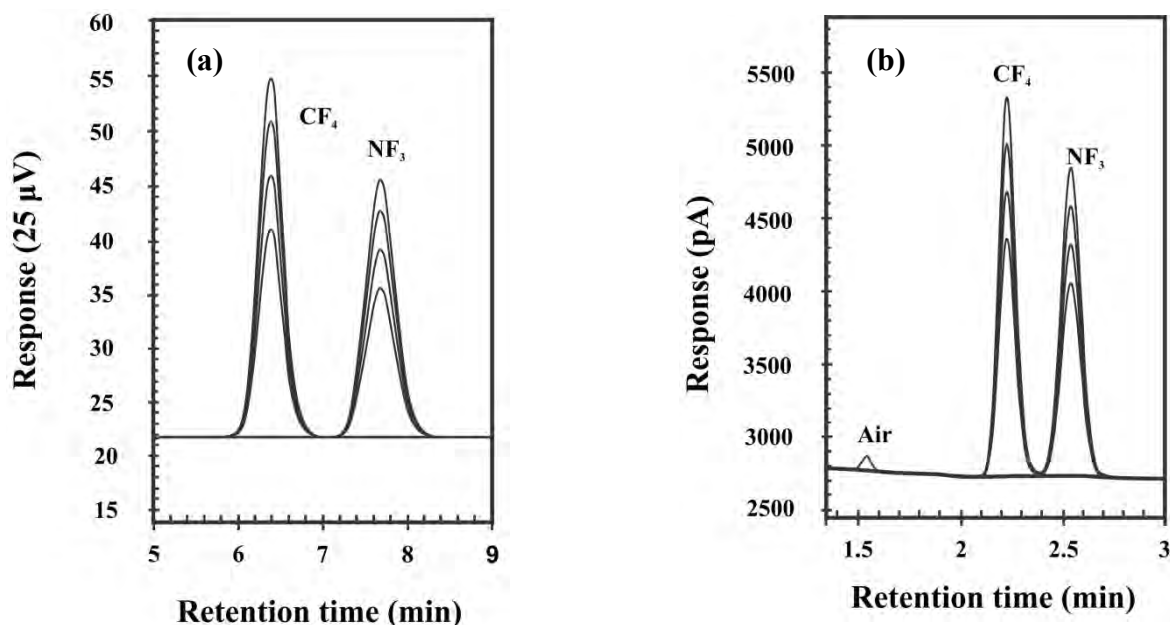 (a)
Response (25 µV)
60
55
50
45
40
35
30
22
20
15
CF₄
NF₃
5 6 7 8 9
Retention time (min)
(b)
Response (pA)
5500
5000
4500
4000
3500
3000
2500
CF₄
NF₃
Air
1.5 2 2.5 3
Retention time (min)